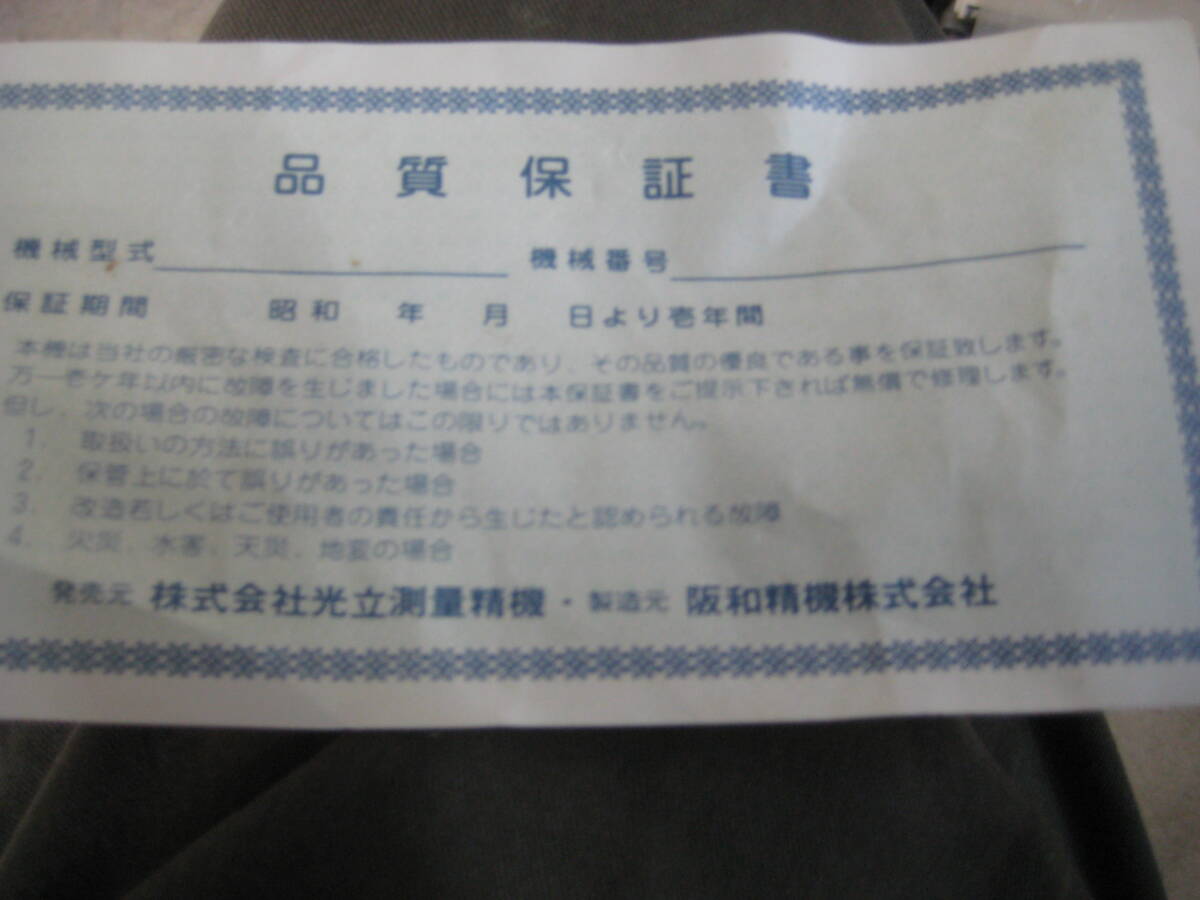 品質保証書
機械型式 機械番号
保証期間 昭和 年 月 日より壱年間
本機は当社の厳密な検査に合格したものであり、その品質の優良である事を保証致します。
万一壱ケ年以内に故障を生じました場合には本保証書をご提示下されば無償で修理します。
但し、次の場合の故障についてはこの限りではありません。
1. 取扱いの方法に誤りがあった場合
2. 保管上に於て誤りがあった場合
3. 改造若しくはご使用者の責任から生じたと認められる故障
4. 火災、水害、天災、地変の場合
発売元 株式会社光立測量精機・製造元 阪和精機株式会社